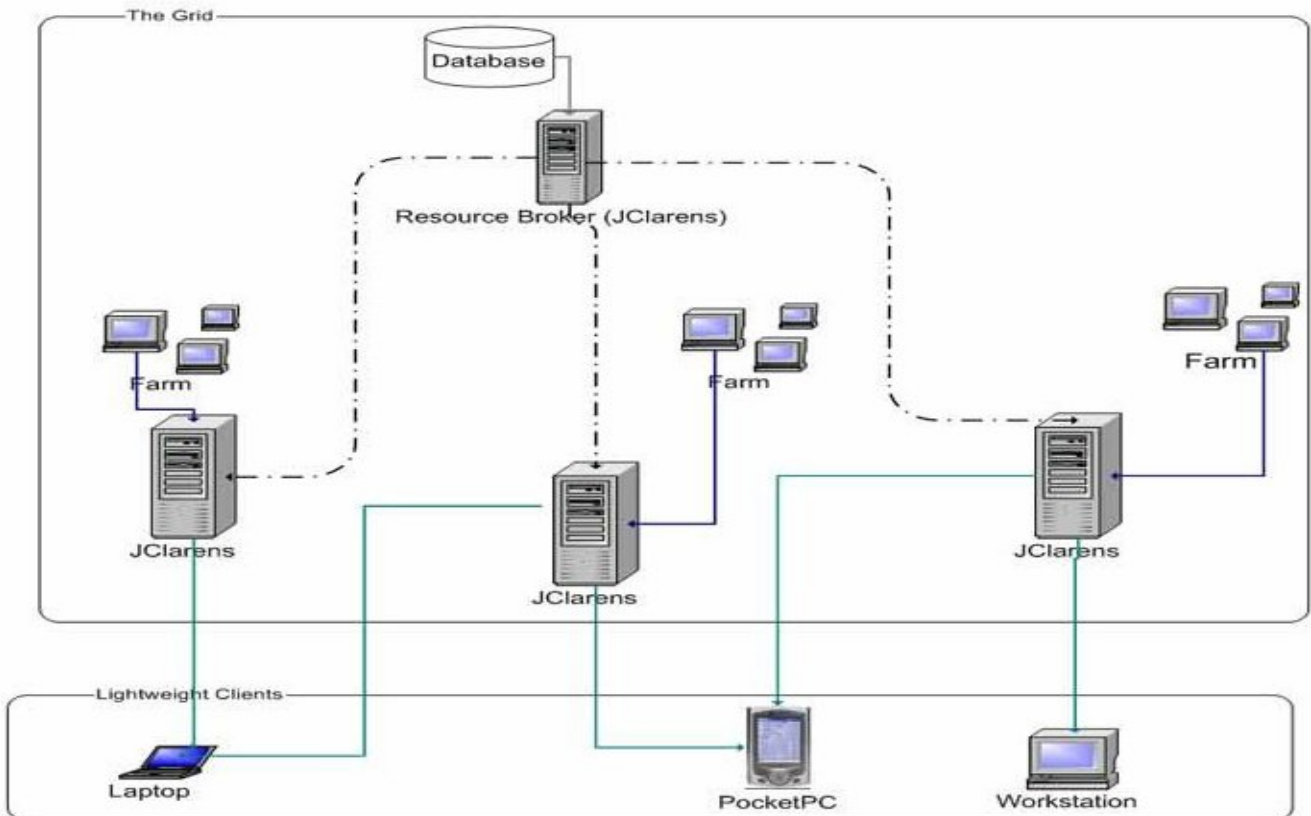 The Grid
Database
Resource Broker (JClarens)
Farm
Farm
Farm
JClarens
JClarens
JClarens
Lightweight Clients
Laptop
PocketPC
Workstation